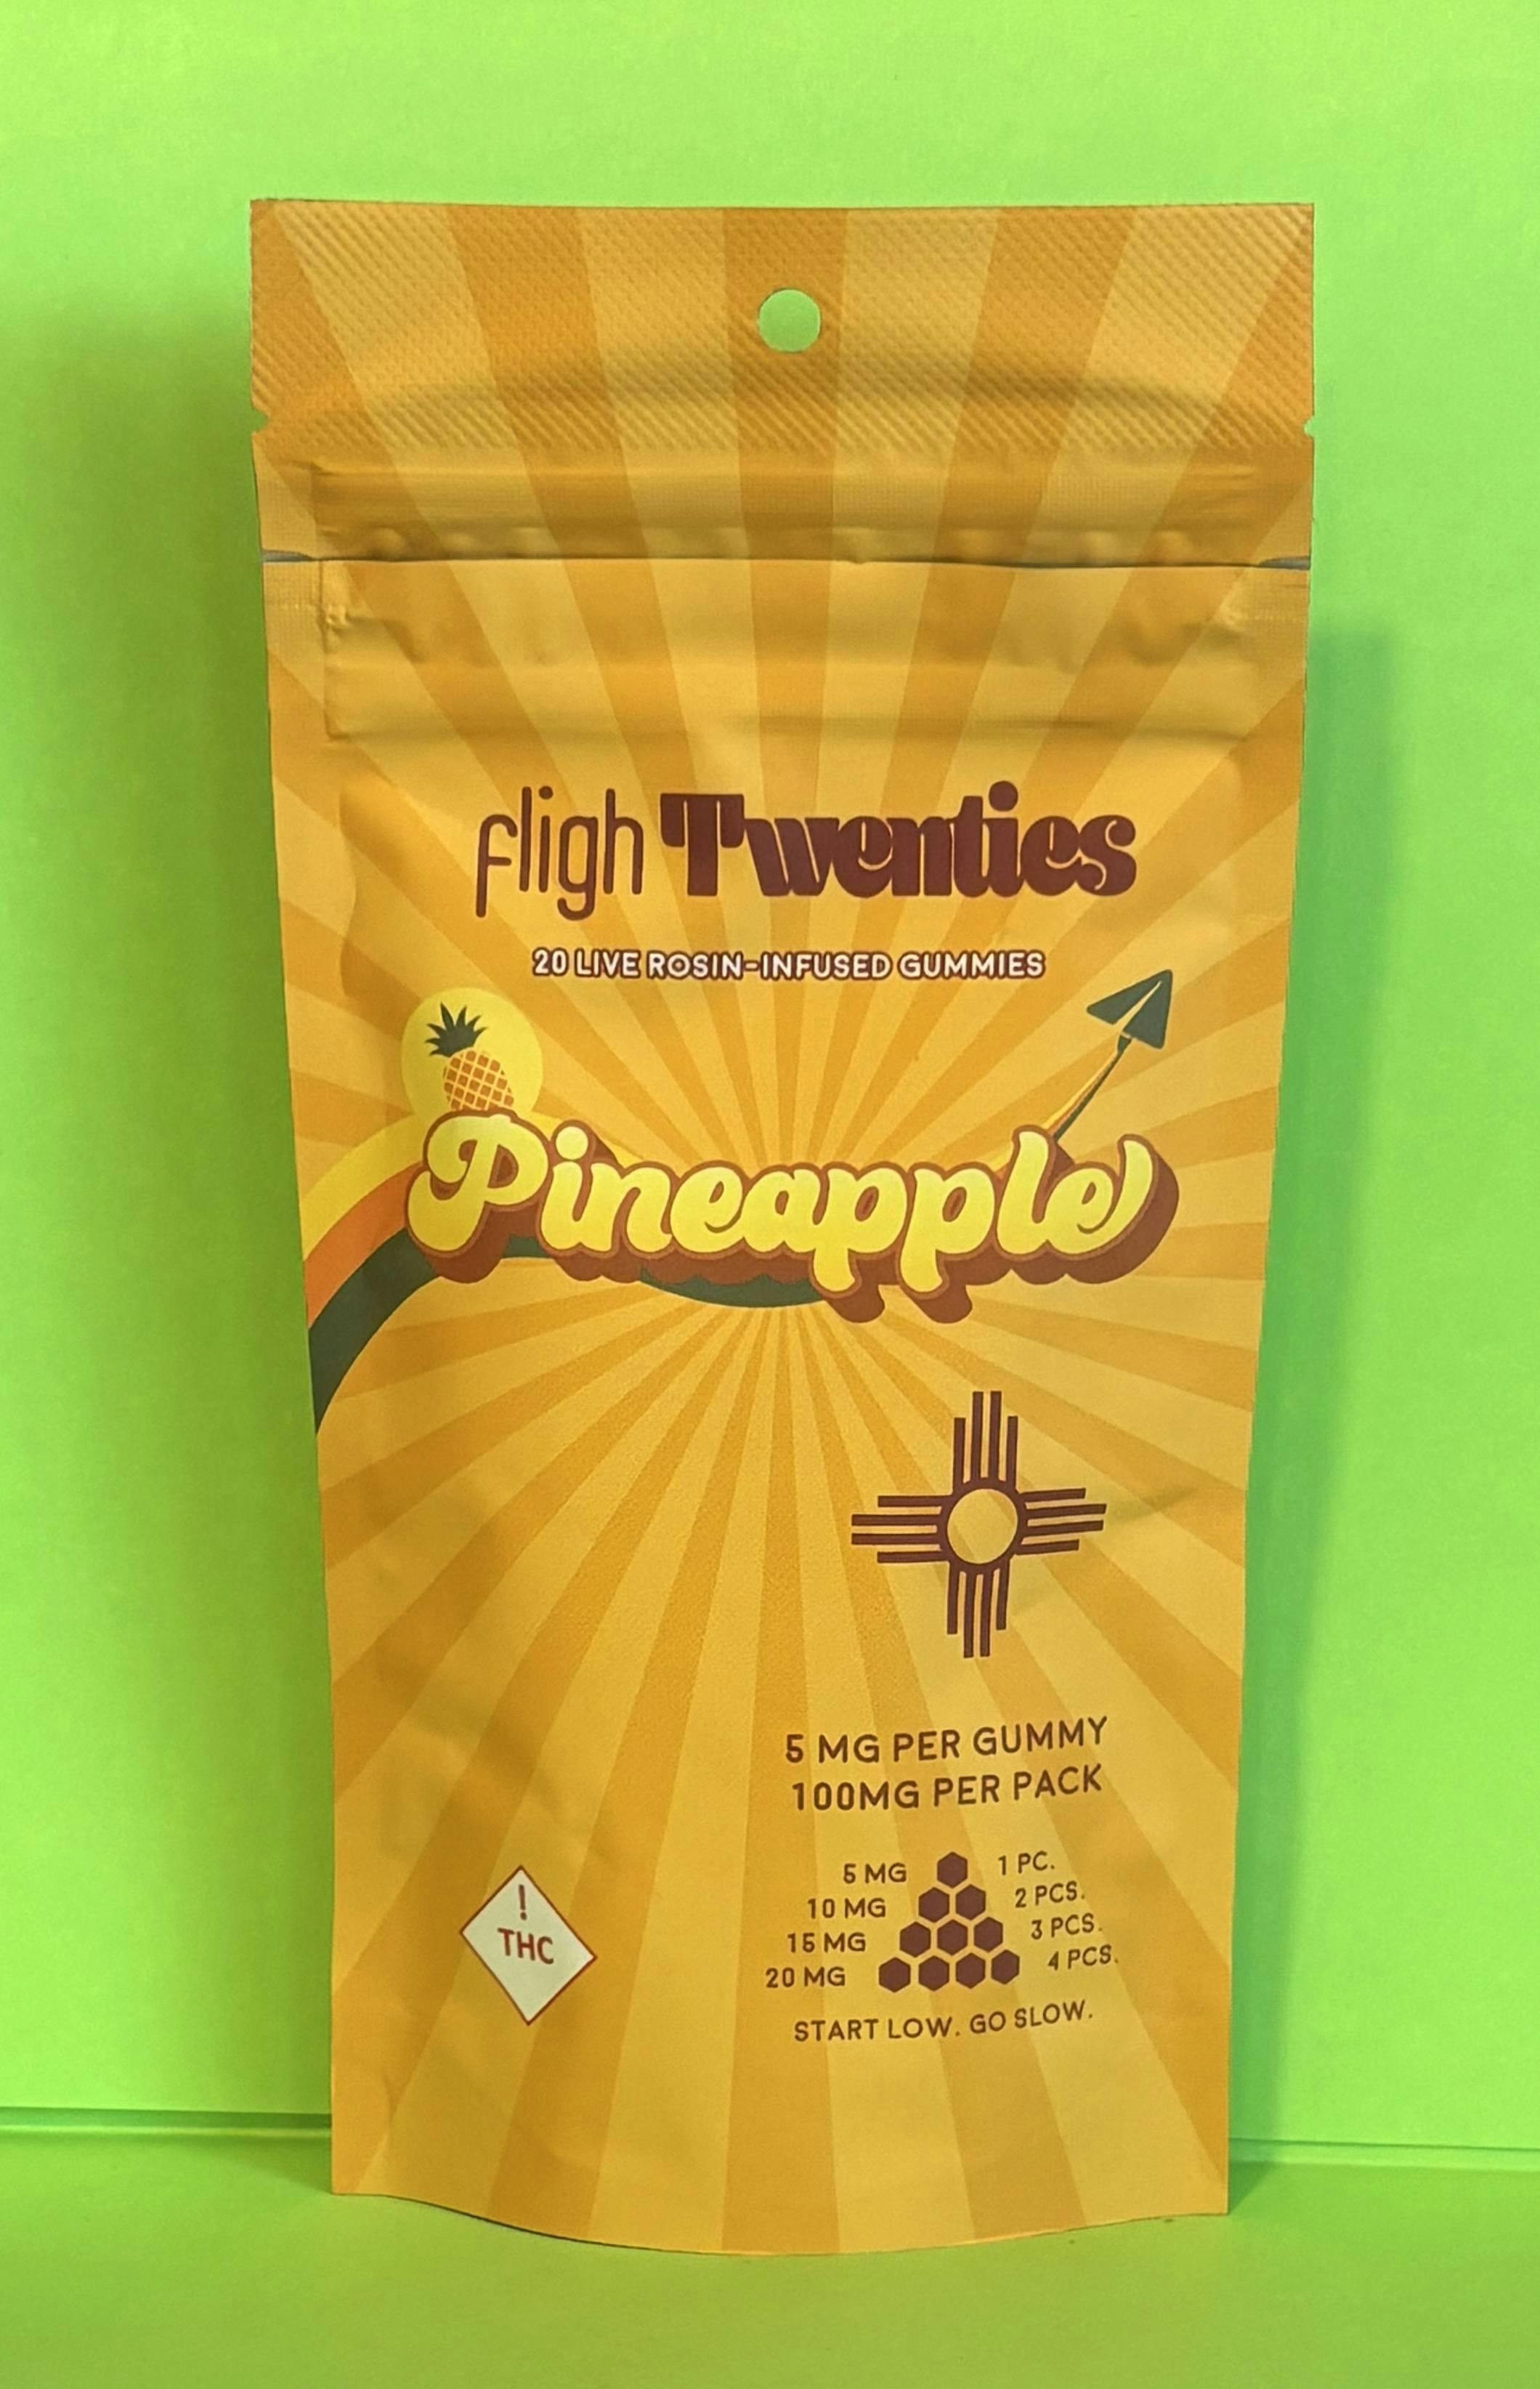 fligh Twenties
20 LIVE ROSIN-INFUSED GUMMIES
Pineapple
5 MG PER GUMMY
100MG PER PACK
5 MG 1 PC.
10 MG 2 PCS.
15 MG 3 PCS.
20 MG 4 PCS.
START LOW. GO SLOW.
!
THC